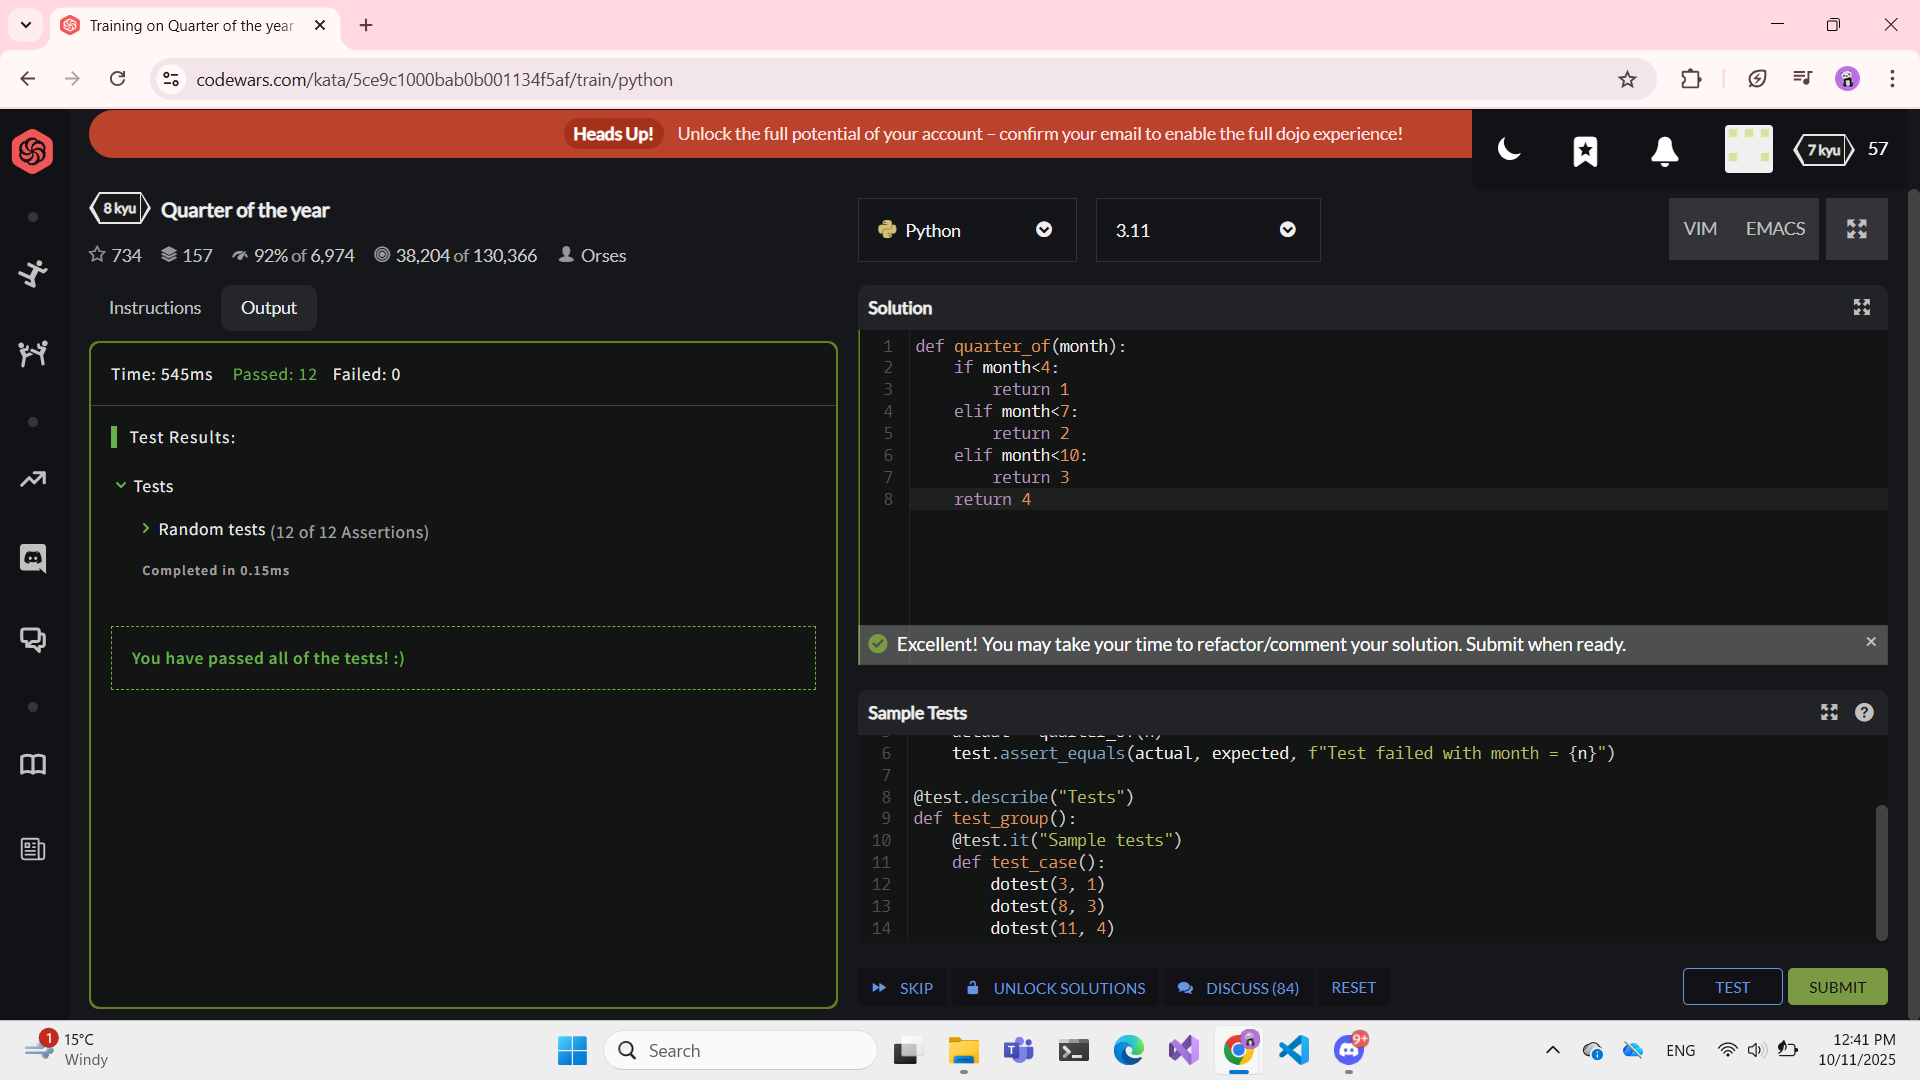 Training on Quarter of the year
codewars.com/kata/5ce9c1000bab0b001134f5af/train/python
Heads Up! Unlock the full potential of your account – confirm your email to enable the full dojo experience!
7 kyu 57
8 kyu Quarter of the year
734 157 92% of 6,974 38,204 of 130,366 Orses
Python 3.11 VIM EMACS
Instructions Output
Time: 545ms Passed: 12 Failed: 0
Test Results:
Tests
Random tests (12 of 12 Assertions)
Completed in 0.15ms
You have passed all of the tests! :)
Solution
1 def quarter_of(month):
2 if month<4:
3 return 1
4 elif month<7:
5 return 2
6 elif month<10:
7 return 3
8 return 4
Excellent! You may take your time to refactor/comment your solution. Submit when ready.
Sample Tests
6 test.assert_equals(actual, expected, f"Test failed with month = {n}")
7
8 @test.describe("Tests")
9 def test_group():
10 @test.it("Sample tests")
11 def test_case():
12 dotest(3, 1)
13 dotest(8, 3)
14 dotest(11, 4)
SKIP UNLOCK SOLUTIONS DISCUSS (84) RESET TEST SUBMIT
1 15°C
Windy
Search
9+
ENG
12:41 PM
10/11/2025